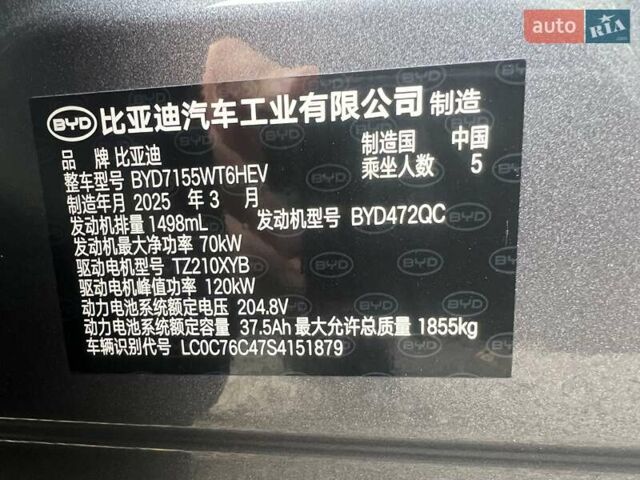 auto RIA.com
BYD 比亚迪汽车工业有限公司 制造
品 牌 比亚迪 制造国 中国
整车型号 BYD7155WT6HEV 乘坐人数 5
制造年月 2025 年 3 月
发动机排量 1498mL 发动机型号 BYD472QC
发动机最大净功率 70kW
驱动电机型号 TZ210XYB
驱动电机峰值功率 120kW
动力电池系统额定电压 204.8V
动力电池系统额定容量 37.5Ah 最大允许总质量 1855kg
车辆识别代号 LC0C76C47S4151879